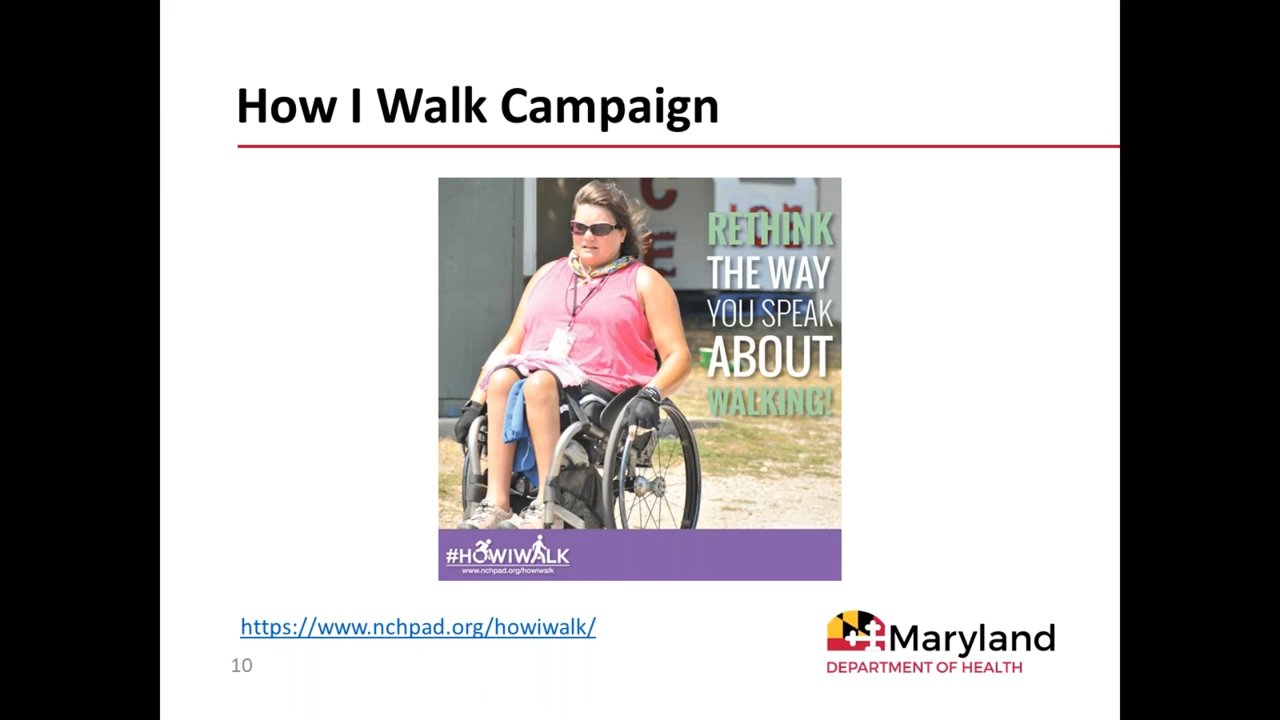 How I Walk Campaign
RETHINK
THE WAY
YOU SPEAK
ABOUT
WALKING!
#HOWIWALK
www.nchpad.org/howiwalk
https://www.nchpad.org/howiwalk/
10
Maryland
DEPARTMENT OF HEALTH